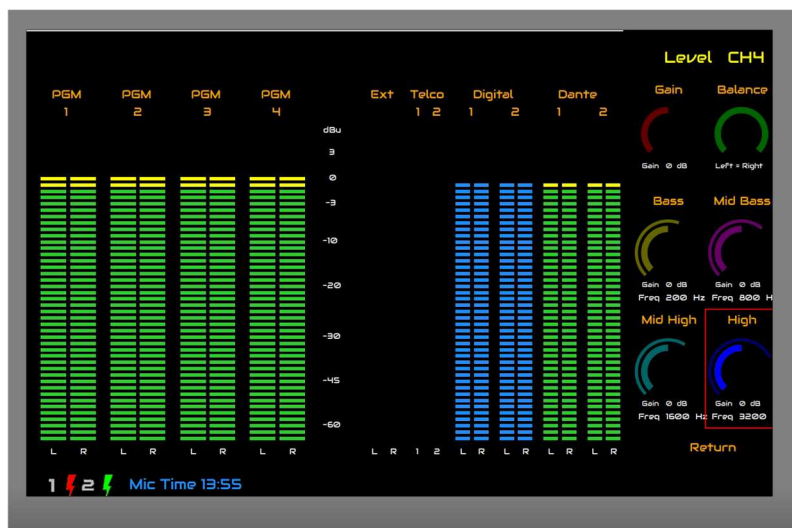 Level CH4
PGM PGM PGM PGM Ext Telco Digital Dante Gain Balance
1 2 3 4 1 2 1 2 1 2
dBu
3
Gain 0 dB Left = Right
0
-3
Bass Mid Bass
-10
-20
Gain 0 dB Gain 0 dB
Freq 200 Hz Freq 800 H
Mid High High
-30
-45
Gain 0 dB Gain 0 dB
Freq 1600 Hz Freq 3200
-60
L R L R L R L R L R 1 2 L R L R L R L R
Return
1 2 Mic Time 13:55